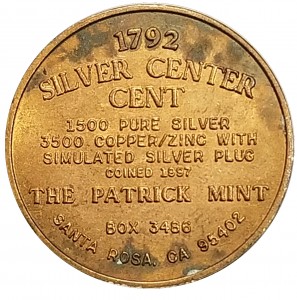 1792
SILVER CENTER
CENT
1500 PURE SILVER
3500 COPPER/ZINC WITH
SIMULATED SILVER PLUG
COINED 1997
THE PATRICK MINT
BOX 3486
SANTA ROSA, CA 95402